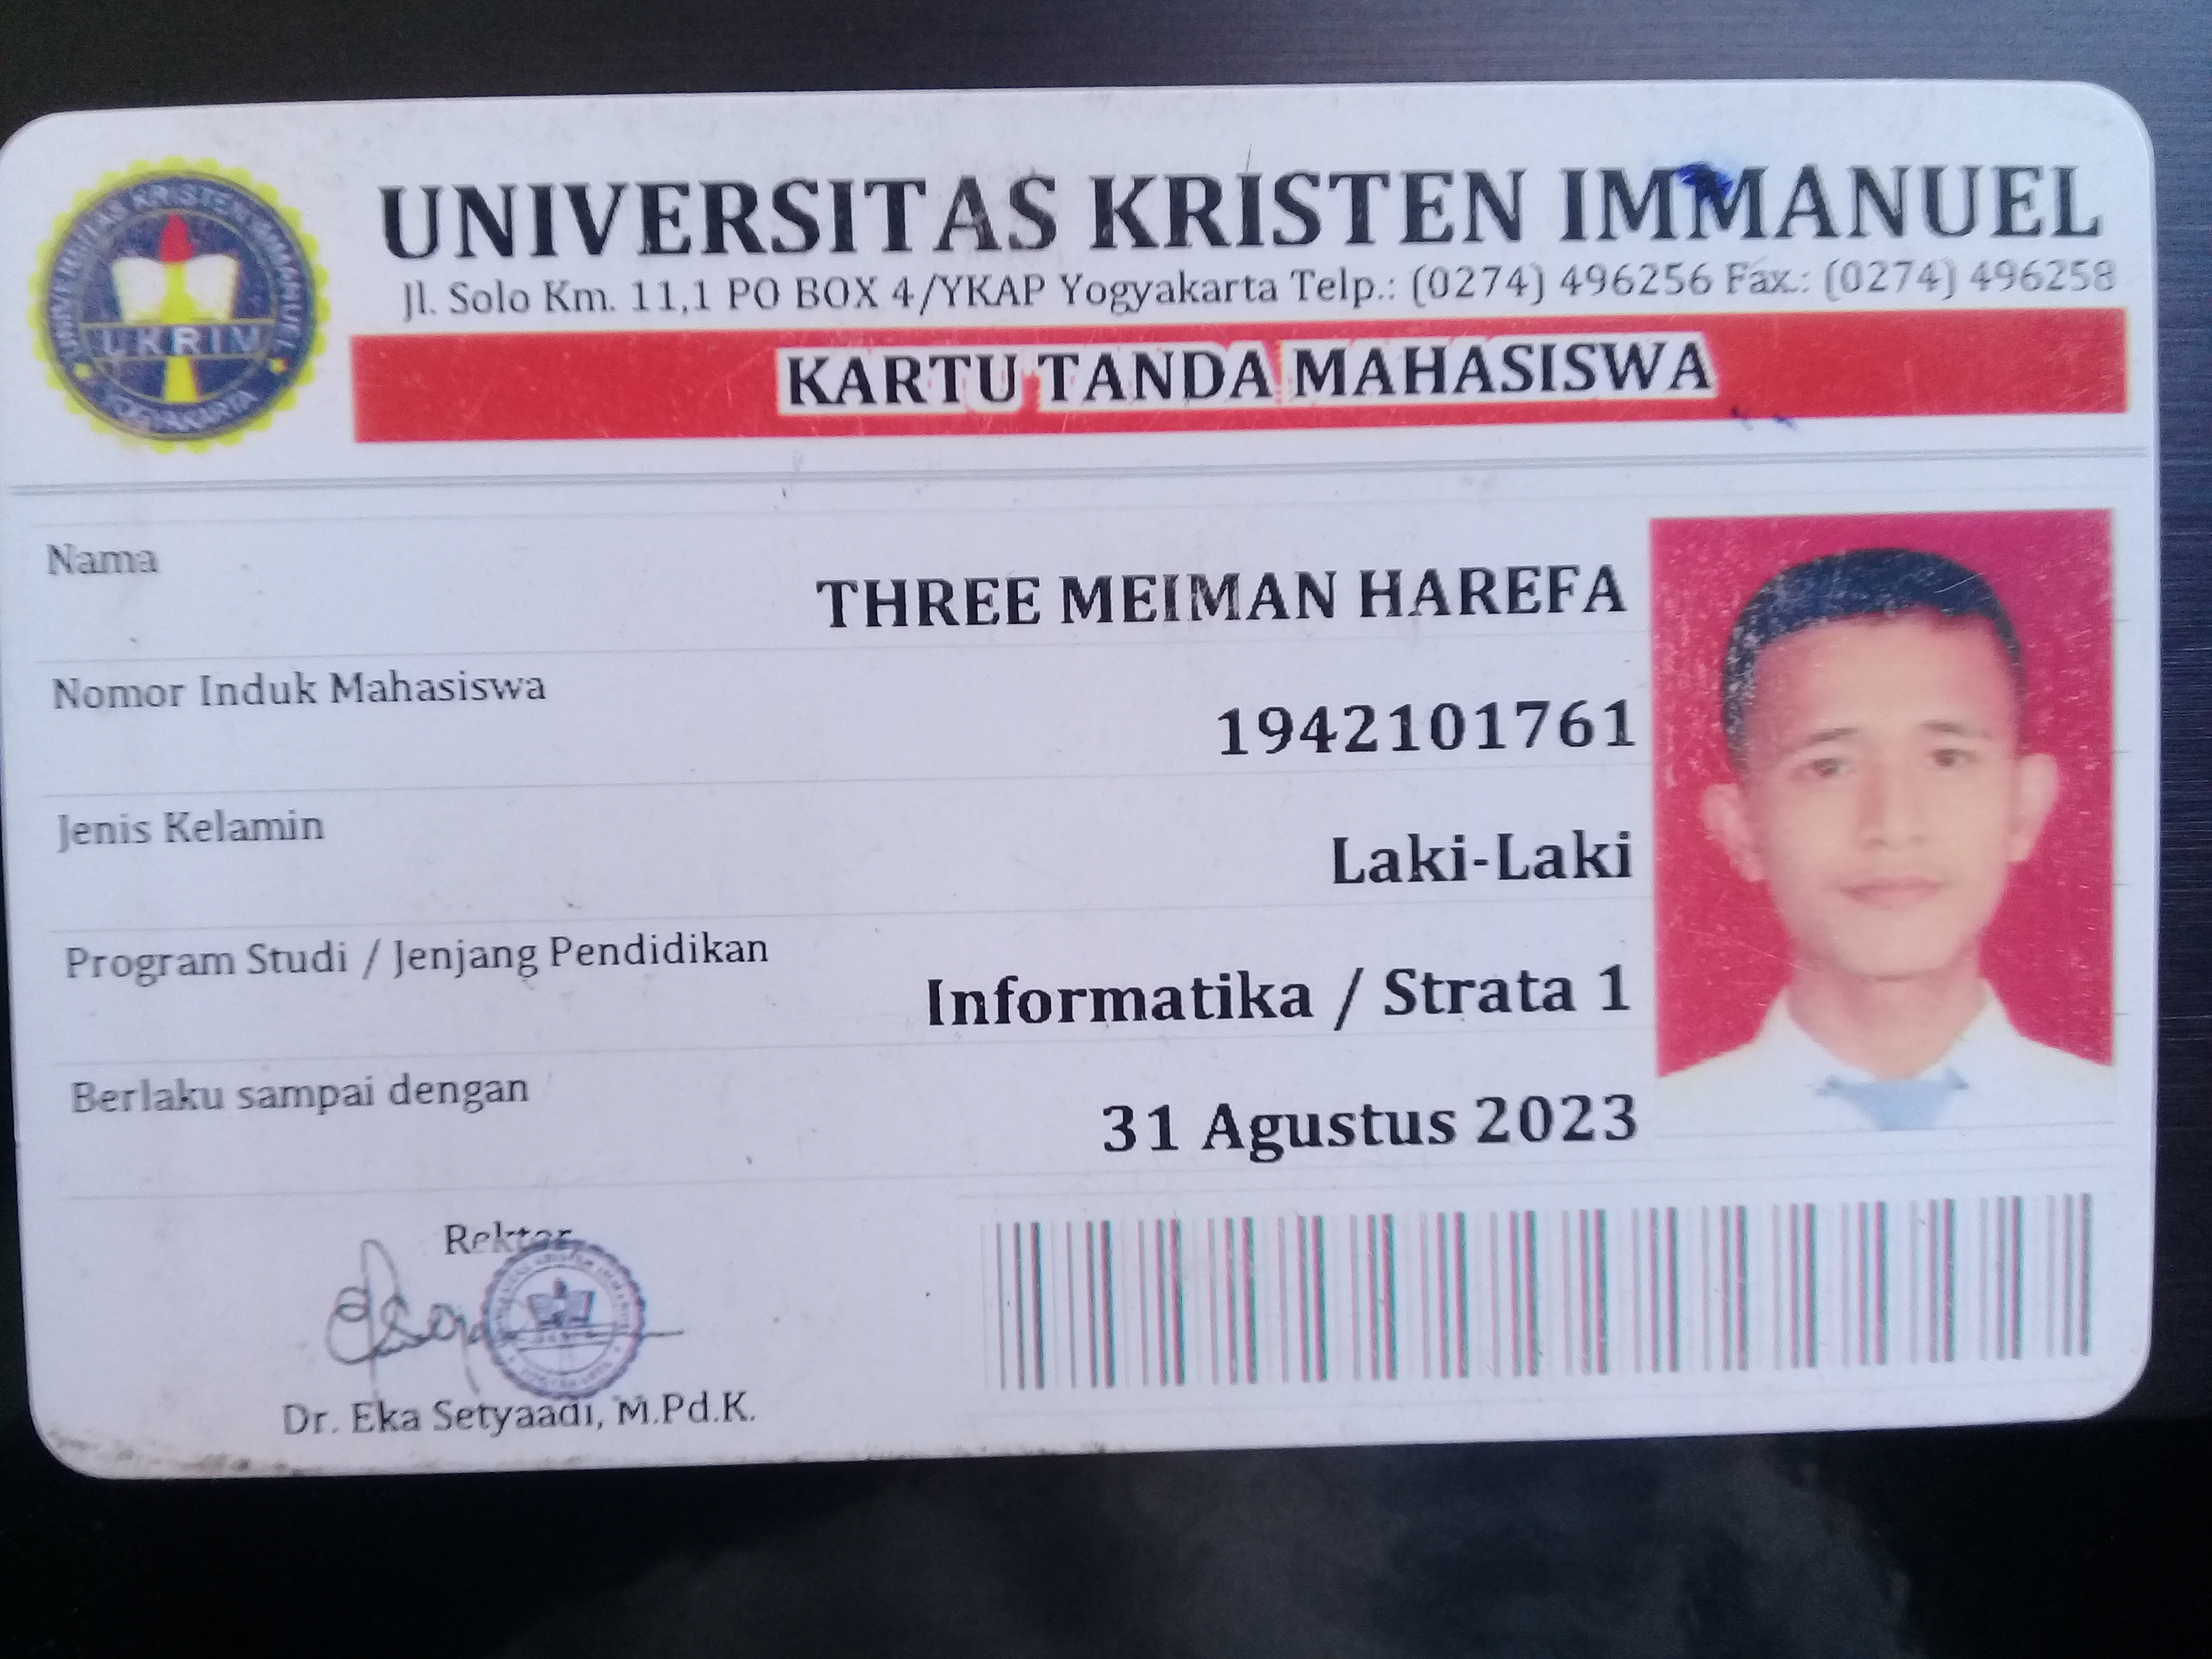 UNIVERSITAS KRISTEN IMMANUEL
Jl. Solo Km. 11,1 PO BOX 4/YKAP Yogyakarta Telp.: (0274) 496256 Fax.: (0274) 496258
KARTU TANDA MAHASISWA
UNIVERSITAS KRISTEN IMMANUEL
UKRIM
YOGYAKARTA
Nama
THREE MEIMAN HAREFA
Nomor Induk Mahasiswa
1942101761
Jenis Kelamin
Laki-Laki
Program Studi / Jenjang Pendidikan
Informatika / Strata 1
Berlaku sampai dengan
31 Agustus 2023
Rektor
Dr. Eka Setyaadi, M.Pd.K.